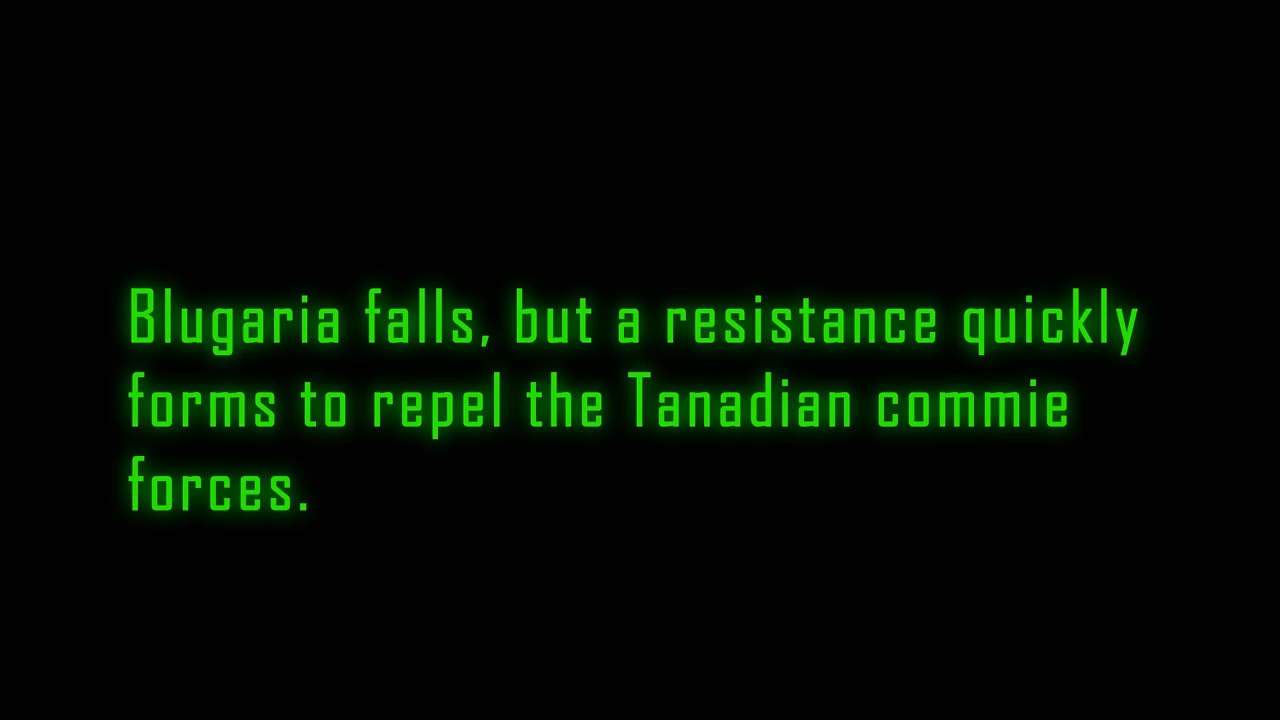 Blugaria falls, but a resistance quickly
forms to repel the Tanadian commie
forces.